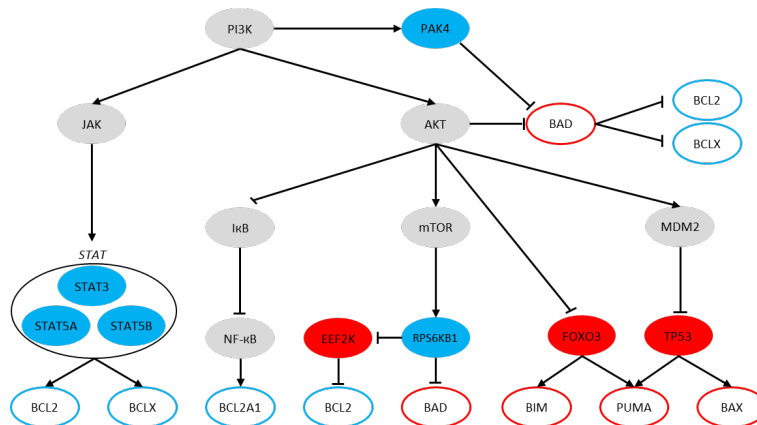 PI3K
PAK4
BCL2
JAK
AKT
BAD
BCLX
IκB
mTOR
MDM2
STAT
STAT3
STAT5A
STAT5B
NF-κB
EEF2K
RPS6KB1
FOXO3
TP53
BCL2
BCLX
BCL2A1
BCL2
BAD
BIM
PUMA
BAX